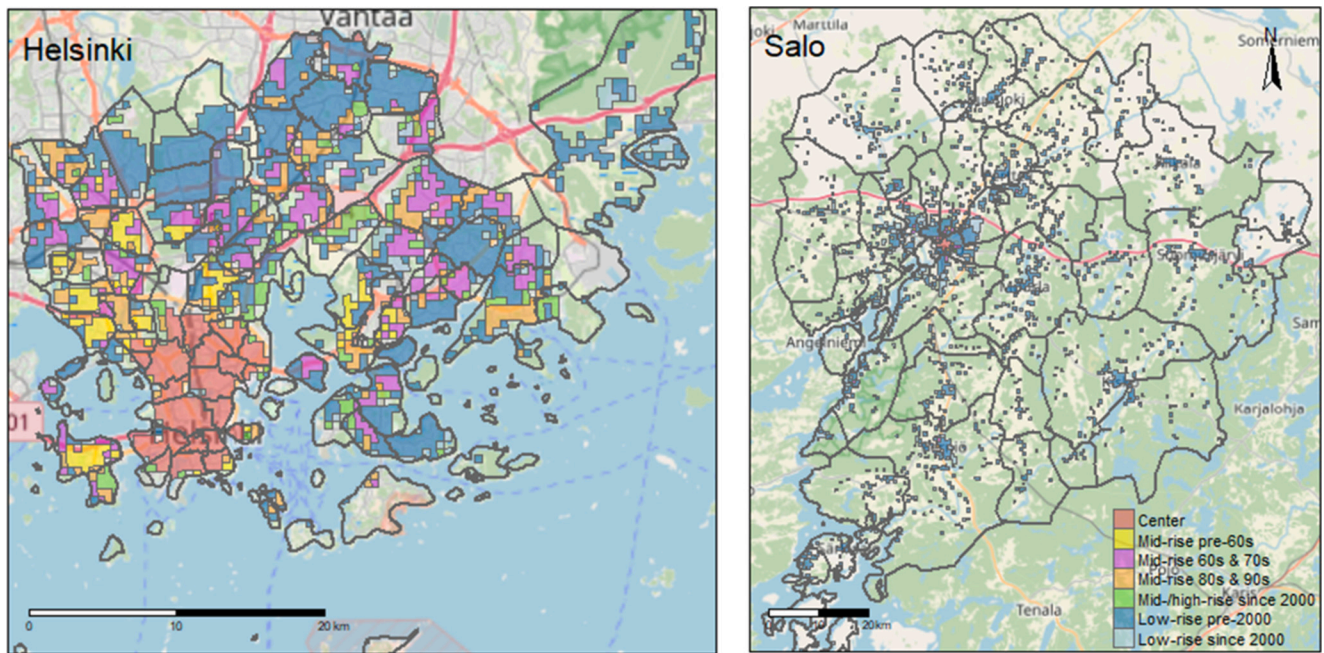 Vantaa
Helsinki
01
0 10 20 km
Salo
Marttila
N
Angelniemi
Karjalohja
Tenala
0 10 20km
Center
Mid-rise pre-60s
Mid-rise 60s & 70s
Mid-rise 80s & 90s
Mid-/high-rise since 2000
Low-rise pre-2000
Low-rise since 2000